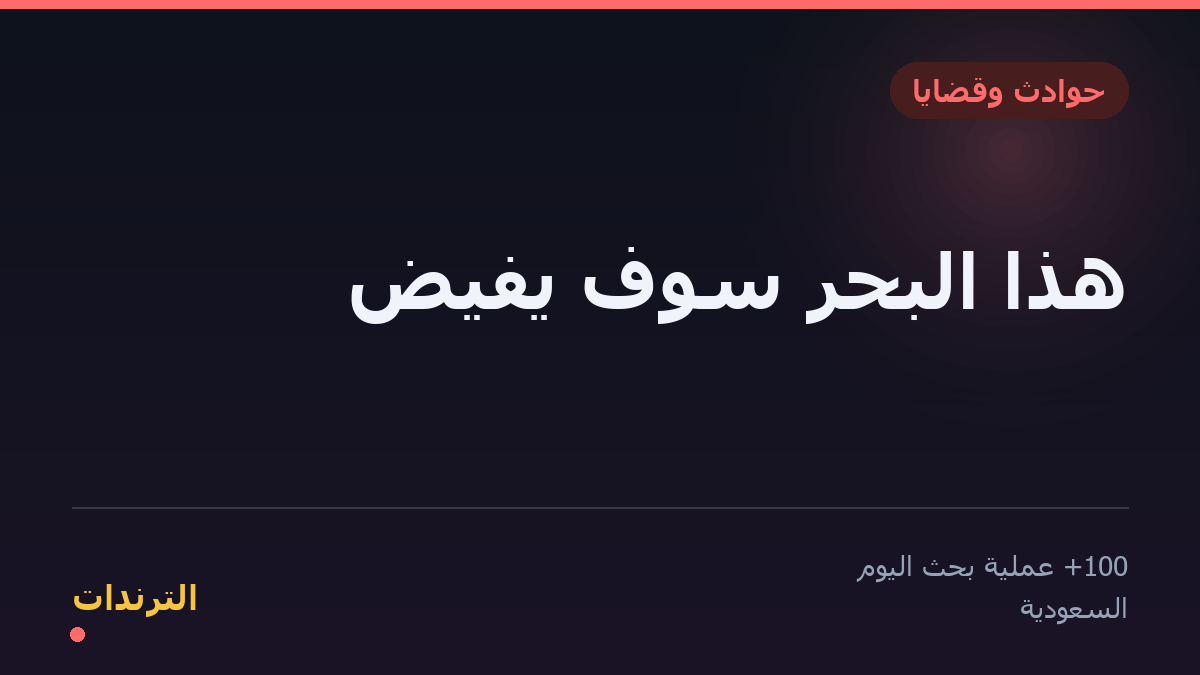 حوادث وقضايا
هذا البحر سوف يفيض
100+ عملية بحث اليوم
السعودية
الترندات